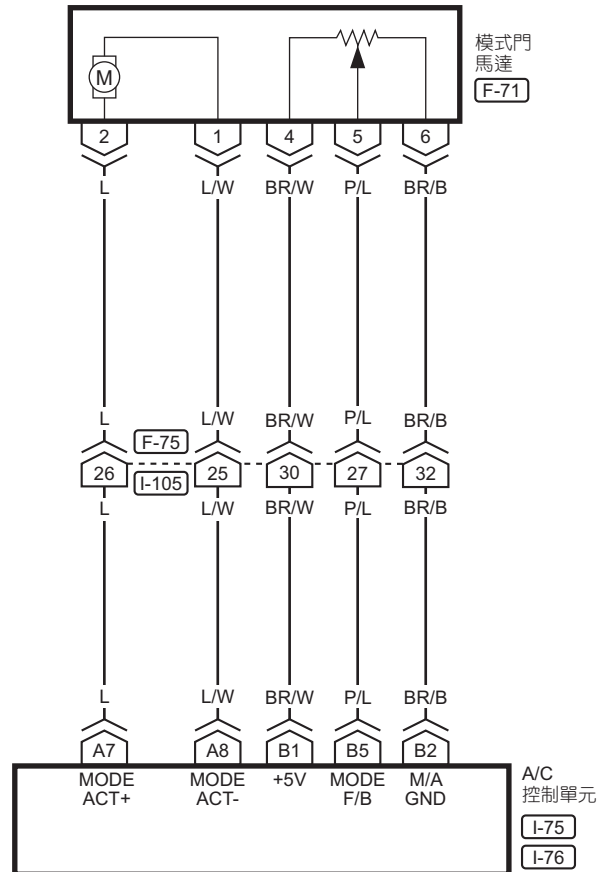 模式門
馬達
F-71
M
2 1 4 5 6
L L/W BR/W P/L BR/B
L L/W BR/W P/L BR/B
F-75
26 25 30 27 32
I-105
L L/W BR/W P/L BR/B
L L/W BR/W P/L BR/B
A7 A8 B1 B5 B2
MODE MODE +5V MODE M/A
ACT+ ACT- F/B GND
A/C
控制單元
I-75
I-76